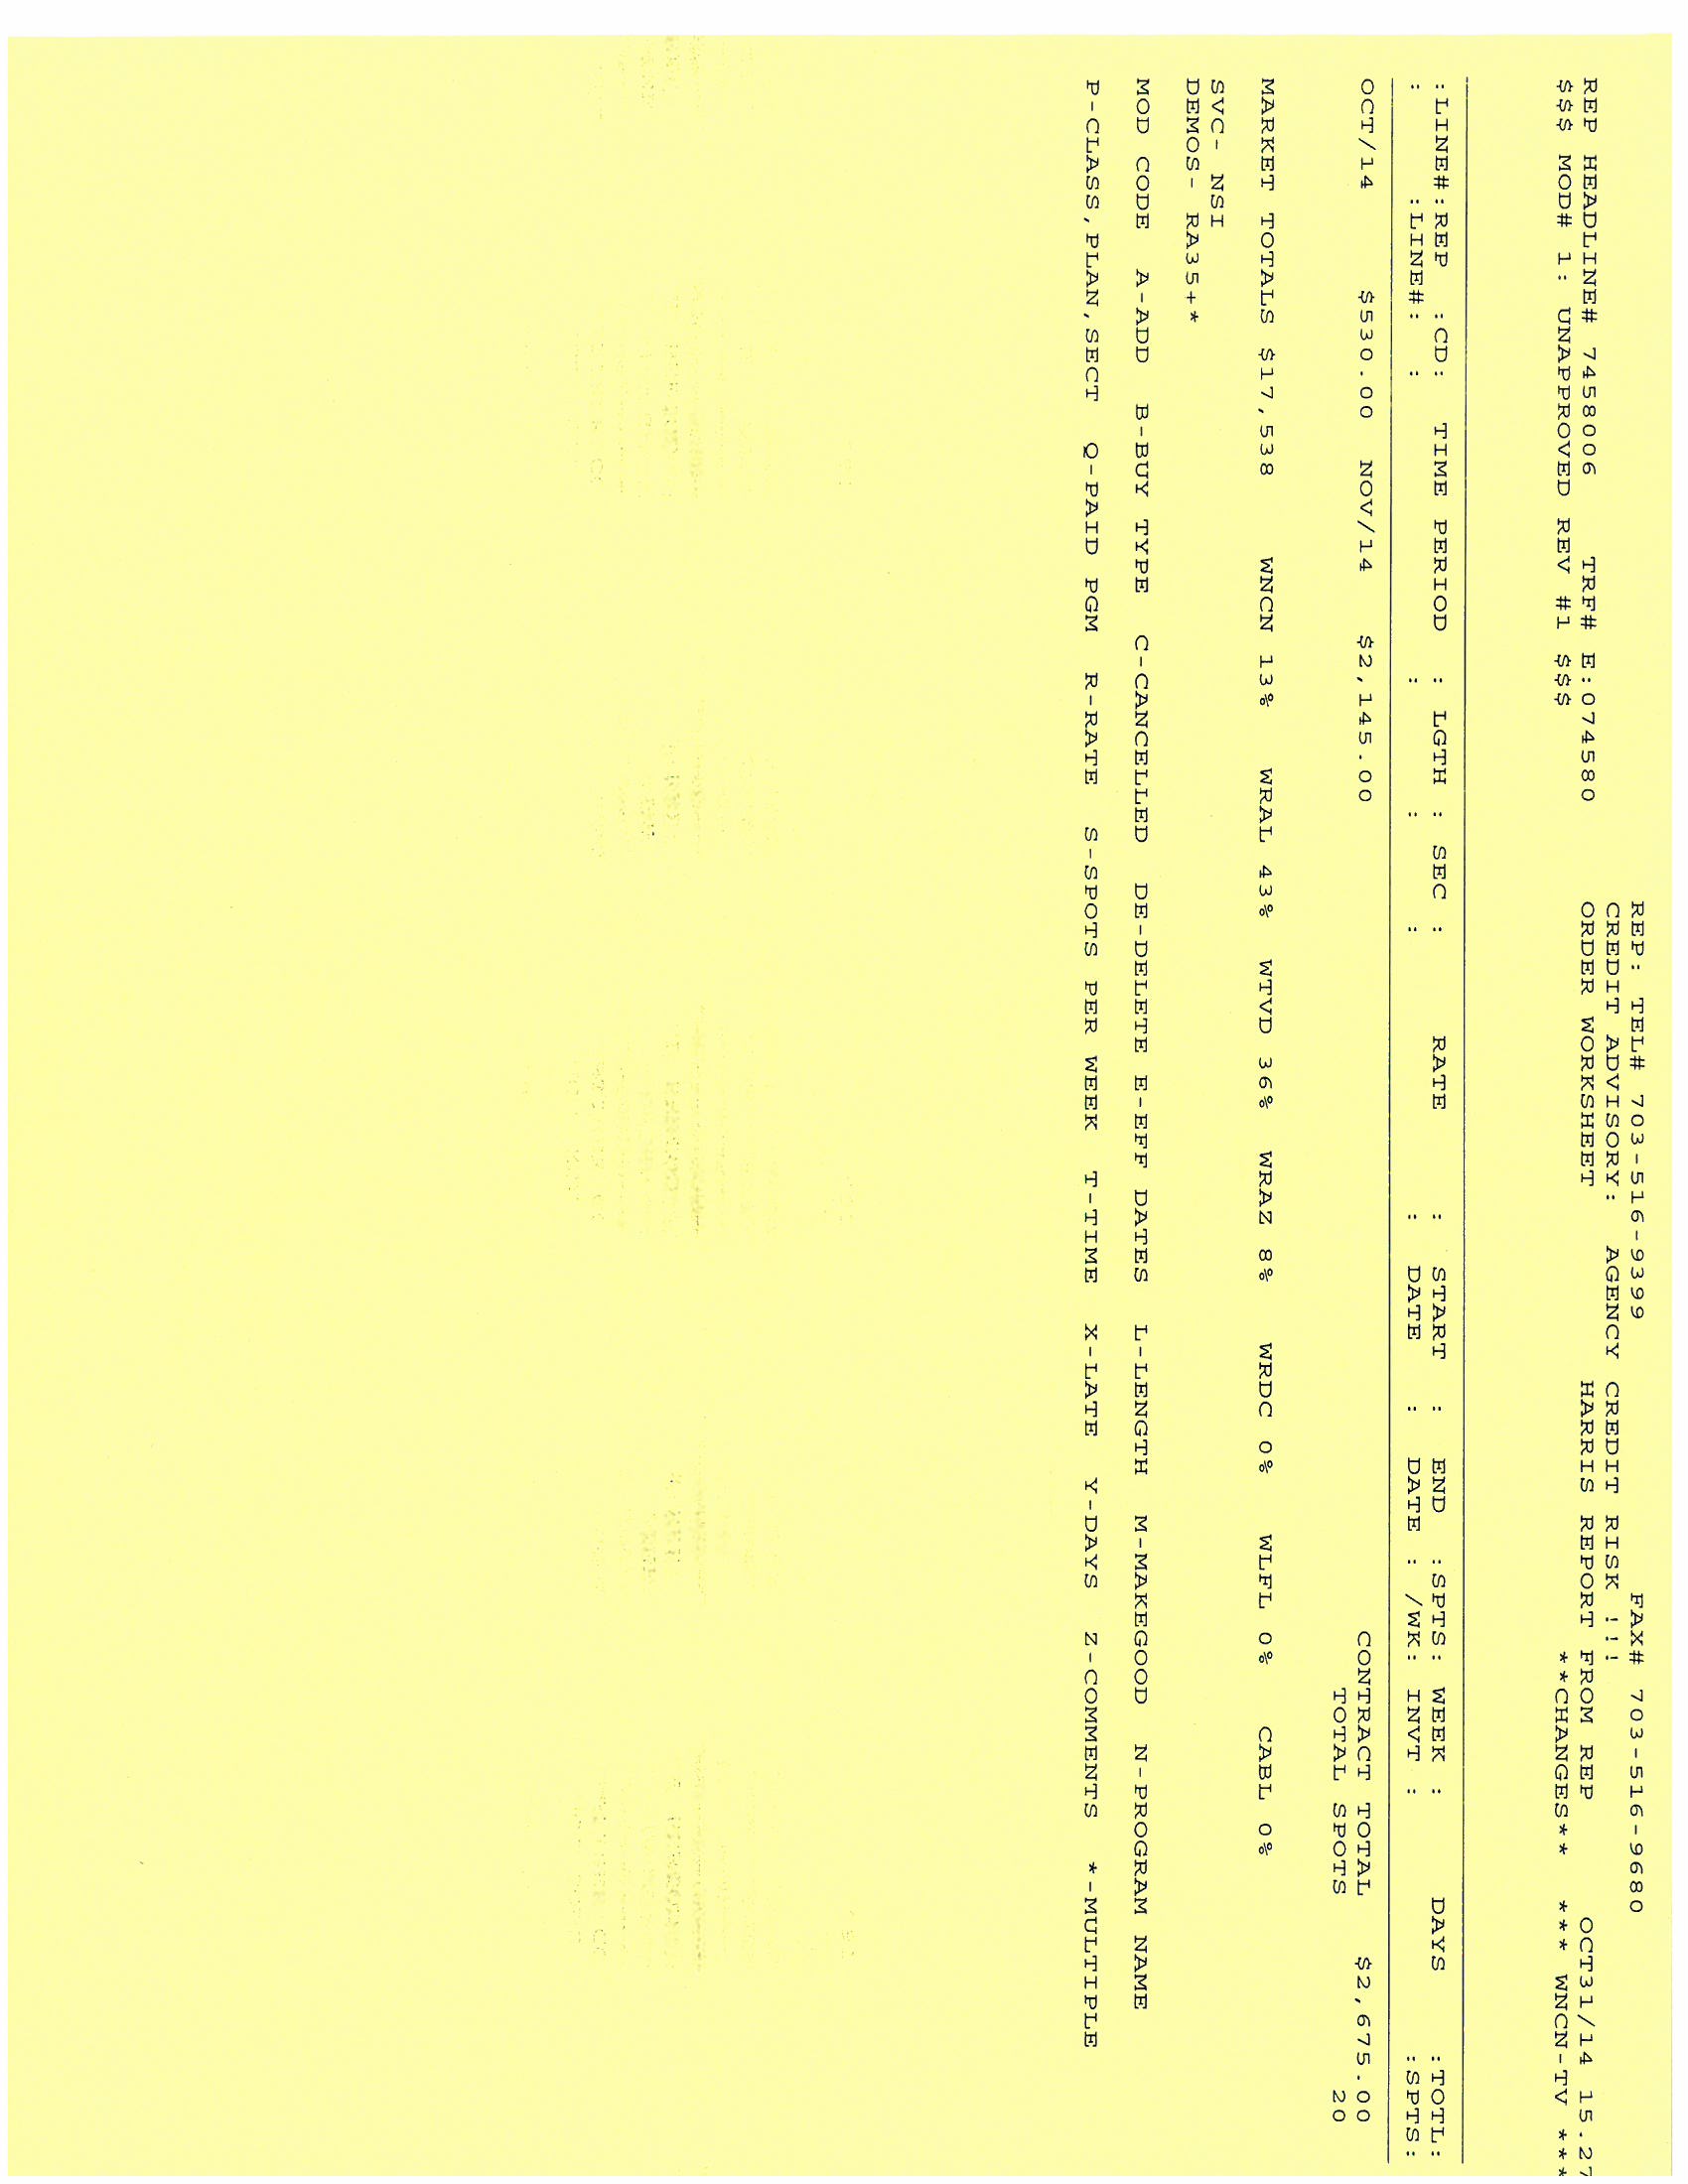 REP: TEL# 703-516-9399 FAX# 703-516-9680
CREDIT ADVISORY: AGENCY CREDIT RISK !!!
REP HEADLINE# 7458006 TRF# E:074580 ORDER WORKSHEET HARRIS REPORT FROM REP OCT31/14 15.27
$$$ MOD# 1: UNAPPROVED REV #1 $$$ **CHANGES** *** WNCN-TV ***
:LINE#:REP :CD: TIME PERIOD : LGTH : SEC : RATE : START : END :SPTS: WEEK : DAYS :TOTL:
: :LINE#: : : : : : DATE : DATE : /WK: INVT : :SPTS:
OCT/14 $530.00 NOV/14 $2,145.00 CONTRACT TOTAL $2,675.00
TOTAL SPOTS 20
MARKET TOTALS $17,538 WNCN 13% WRAL 43% WTVD 36% WRAZ 8% WRDC 0% WLFL 0% CABL 0%
SVC- NSI
DEMOS- RA35+*
MOD CODE A-ADD B-BUY TYPE C-CANCELLED DE-DELETE E-EFF DATES L-LENGTH M-MAKEGOOD N-PROGRAM NAME
P-CLASS,PLAN,SECT Q-PAID PGM R-RATE S-SPOTS PER WEEK T-TIME X-LATE Y-DAYS Z-COMMENTS *-MULTIPLE